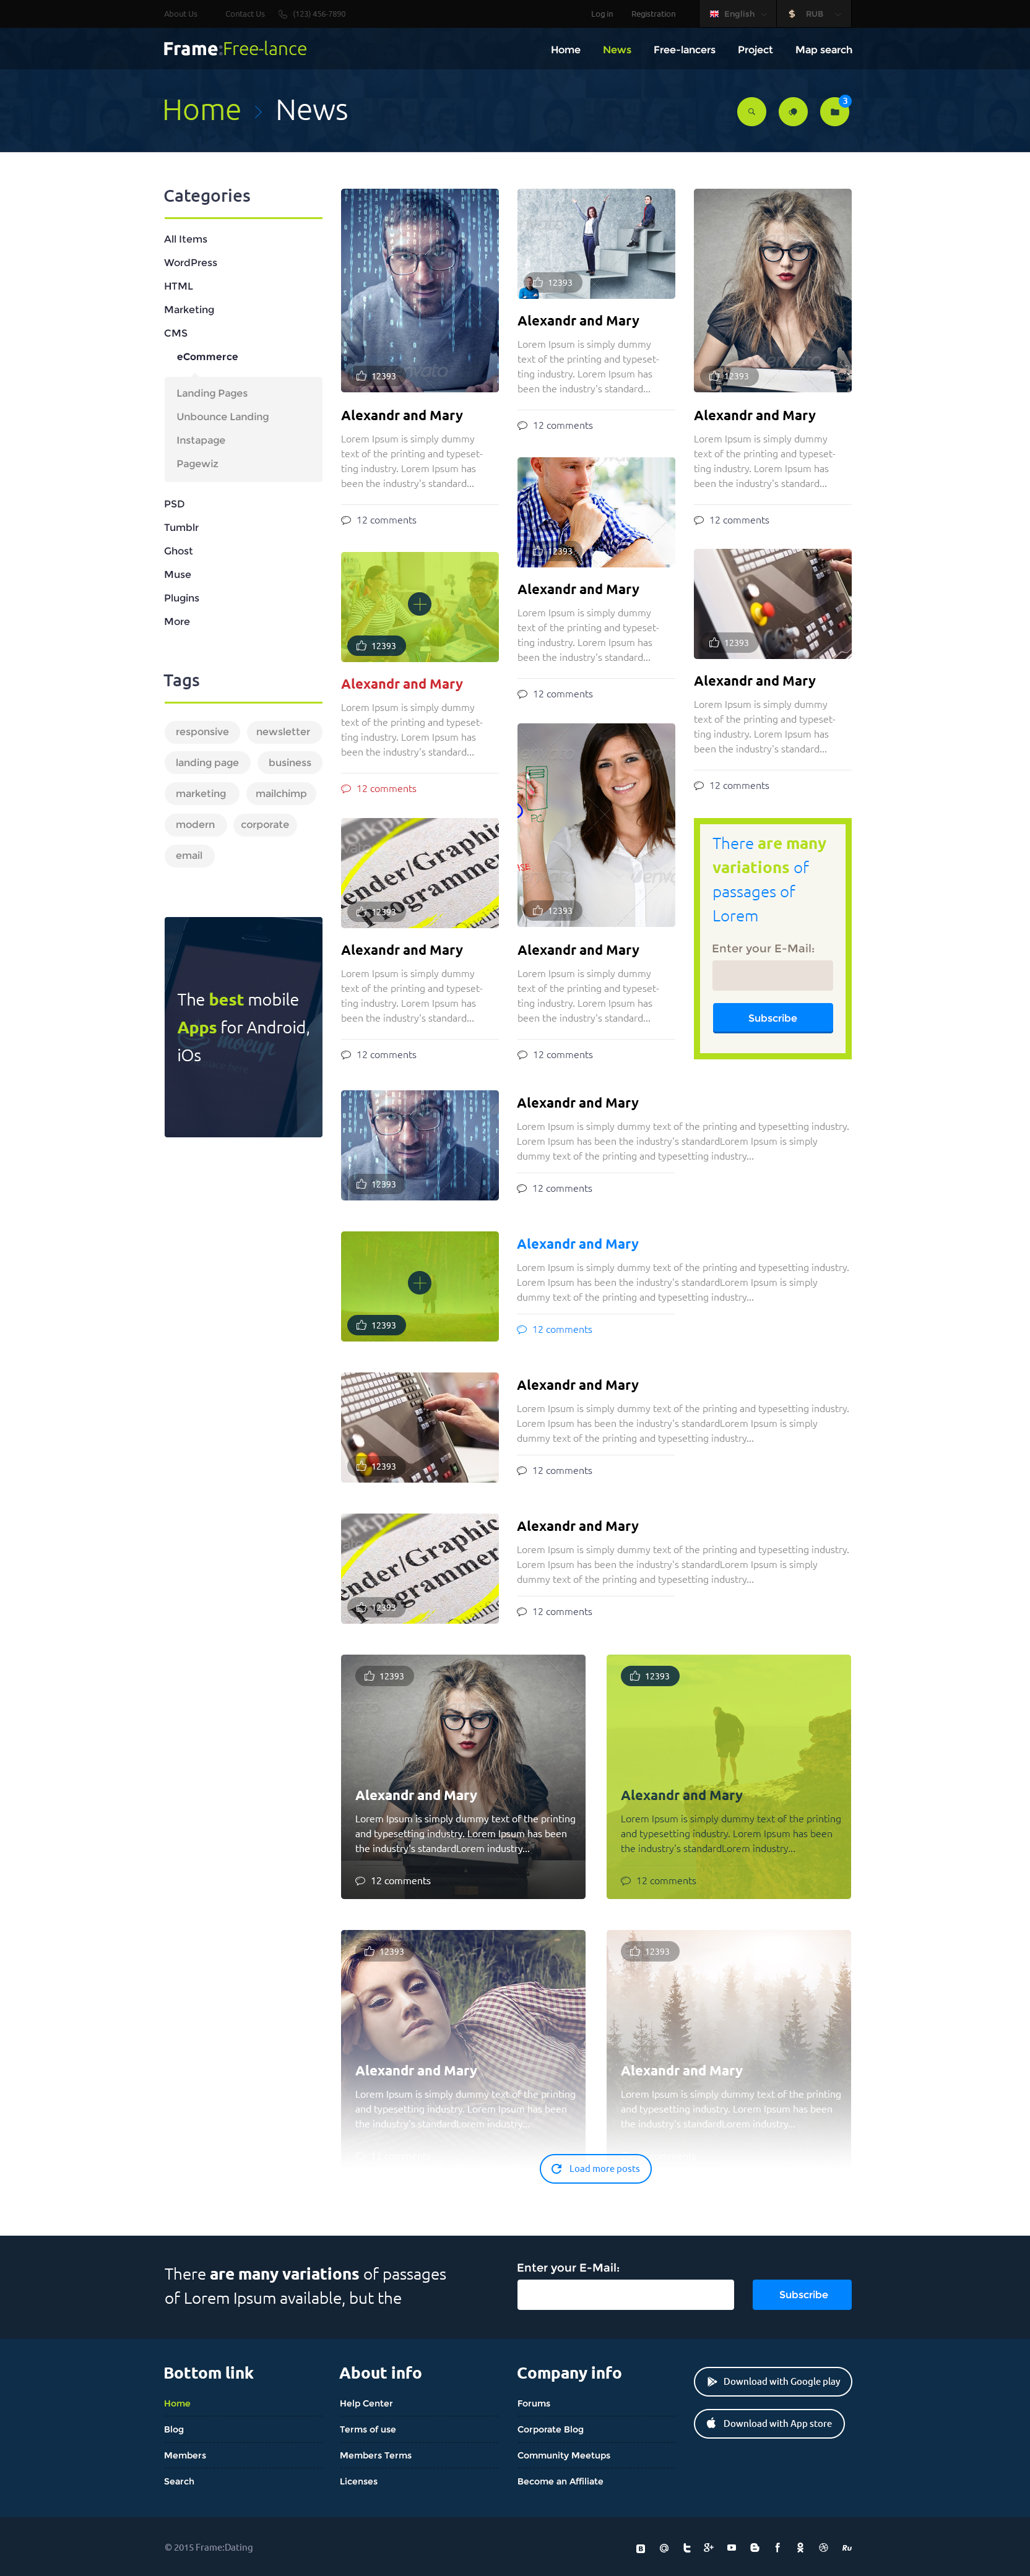 About Us Contact Us (123) 456-7890 Log in Registration English RUB
Frame:Free-lance Home News Free-lancers Project Map search
Home > News 3
Categories
All Items
WordPress
HTML
Marketing
CMS
eCommerce
Landing Pages
Unbounce Landing
Instapage
Pagewiz
PSD
Tumblr
Ghost
Muse
Plugins
More
Tags
responsive newsletter
landing page business
marketing mailchimp
modern corporate
email
The best mobile
Apps for Android,
iOs
12393
Alexandr and Mary
Lorem Ipsum is simply dummy
text of the printing and typeset-
ting industry. Lorem Ipsum has
been the industry's standard...
12 comments
12393
Alexandr and Mary
Lorem Ipsum is simply dummy
text of the printing and typeset-
ting industry. Lorem Ipsum has
been the industry's standard...
12 comments
Gender/Graphic
Programmer
12393
Alexandr and Mary
Lorem Ipsum is simply dummy
text of the printing and typeset-
ting industry. Lorem Ipsum has
been the industry's standard...
12 comments
12393
Alexandr and Mary
Lorem Ipsum is simply dummy
text of the printing and typeset-
ting industry. Lorem Ipsum has
been the industry's standard...
12 comments
12393
Alexandr and Mary
Lorem Ipsum is simply dummy
text of the printing and typeset-
ting industry. Lorem Ipsum has
been the industry's standard...
12 comments
PC
12393
Alexandr and Mary
Lorem Ipsum is simply dummy
text of the printing and typeset-
ting industry. Lorem Ipsum has
been the industry's standard...
12 comments
12393
Alexandr and Mary
Lorem Ipsum is simply dummy
text of the printing and typeset-
ting industry. Lorem Ipsum has
been the industry's standard...
12 comments
12393
Alexandr and Mary
Lorem Ipsum is simply dummy
text of the printing and typeset-
ting industry. Lorem Ipsum has
been the industry's standard...
12 comments
There are many
variations of
passages of
Lorem
Enter your E-Mail:
Subscribe
12393
Alexandr and Mary
Lorem Ipsum is simply dummy text of the printing and typesetting industry.
Lorem Ipsum has been the industry's standardLorem Ipsum is simply
dummy text of the printing and typesetting industry...
12 comments
12393
Alexandr and Mary
Lorem Ipsum is simply dummy text of the printing and typesetting industry.
Lorem Ipsum has been the industry's standardLorem Ipsum is simply
dummy text of the printing and typesetting industry...
12 comments
12393
Alexandr and Mary
Lorem Ipsum is simply dummy text of the printing and typesetting industry.
Lorem Ipsum has been the industry's standardLorem Ipsum is simply
dummy text of the printing and typesetting industry...
12 comments
12393
Alexandr and Mary
Lorem Ipsum is simply dummy text of the printing and typesetting industry.
Lorem Ipsum has been the industry's standardLorem Ipsum is simply
dummy text of the printing and typesetting industry...
12 comments
12393
Alexandr and Mary
Lorem Ipsum is simply dummy text of the printing
and typesetting industry. Lorem Ipsum has been
the industry's standardLorem industry...
12 comments
12393
Alexandr and Mary
Lorem Ipsum is simply dummy text of the printing
and typesetting industry. Lorem Ipsum has been
the industry's standardLorem industry...
12 comments
12393
Alexandr and Mary
Lorem Ipsum is simply dummy text of the printing
and typesetting industry. Lorem Ipsum has been
the industry's standardLorem industry...
12393
Alexandr and Mary
Lorem Ipsum is simply dummy text of the printing
and typesetting industry. Lorem Ipsum has been
the industry's standardLorem industry...
Load more posts
There are many variations of passages
of Lorem Ipsum available, but the
Enter your E-Mail:
Subscribe
Bottom link
Home
Blog
Members
Search
About info
Help Center
Terms of use
Members Terms
Licenses
Company info
Forums
Corporate Blog
Community Meetups
Become an Affiliate
Download with Google play
Download with App store
© 2015 Frame:Dating Ru